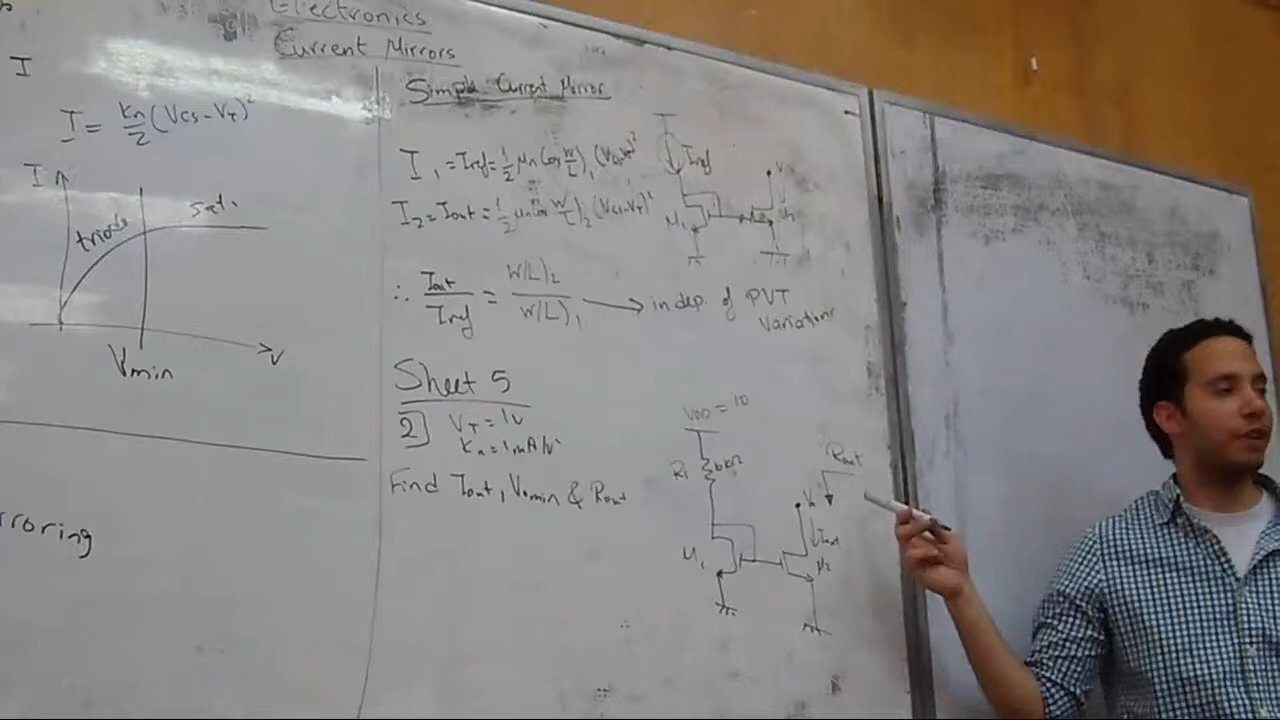 Electronics
Current Mirrors
I
I = Kn/2 (VGS - VT)²
I
triode
sat.
Vmin
V
rroring
Simple Current Mirror
I1 = Iref = 1/2 μn Cox W/L)1 (VGS-VT)²
I2 = Iout = 1/2 μn Cox W/L)2 (VGS-VT)²
Iref
M1
∴ Iout/Iref = W/L)2 / W/L)1 → indep. of PVT
Variations
Sheet 5
2] VT = 1V
Kn = 1mA/V²
Find Iout, Vomin & Rout
VDD = 10
R1
Rout
Iout
M1
M2